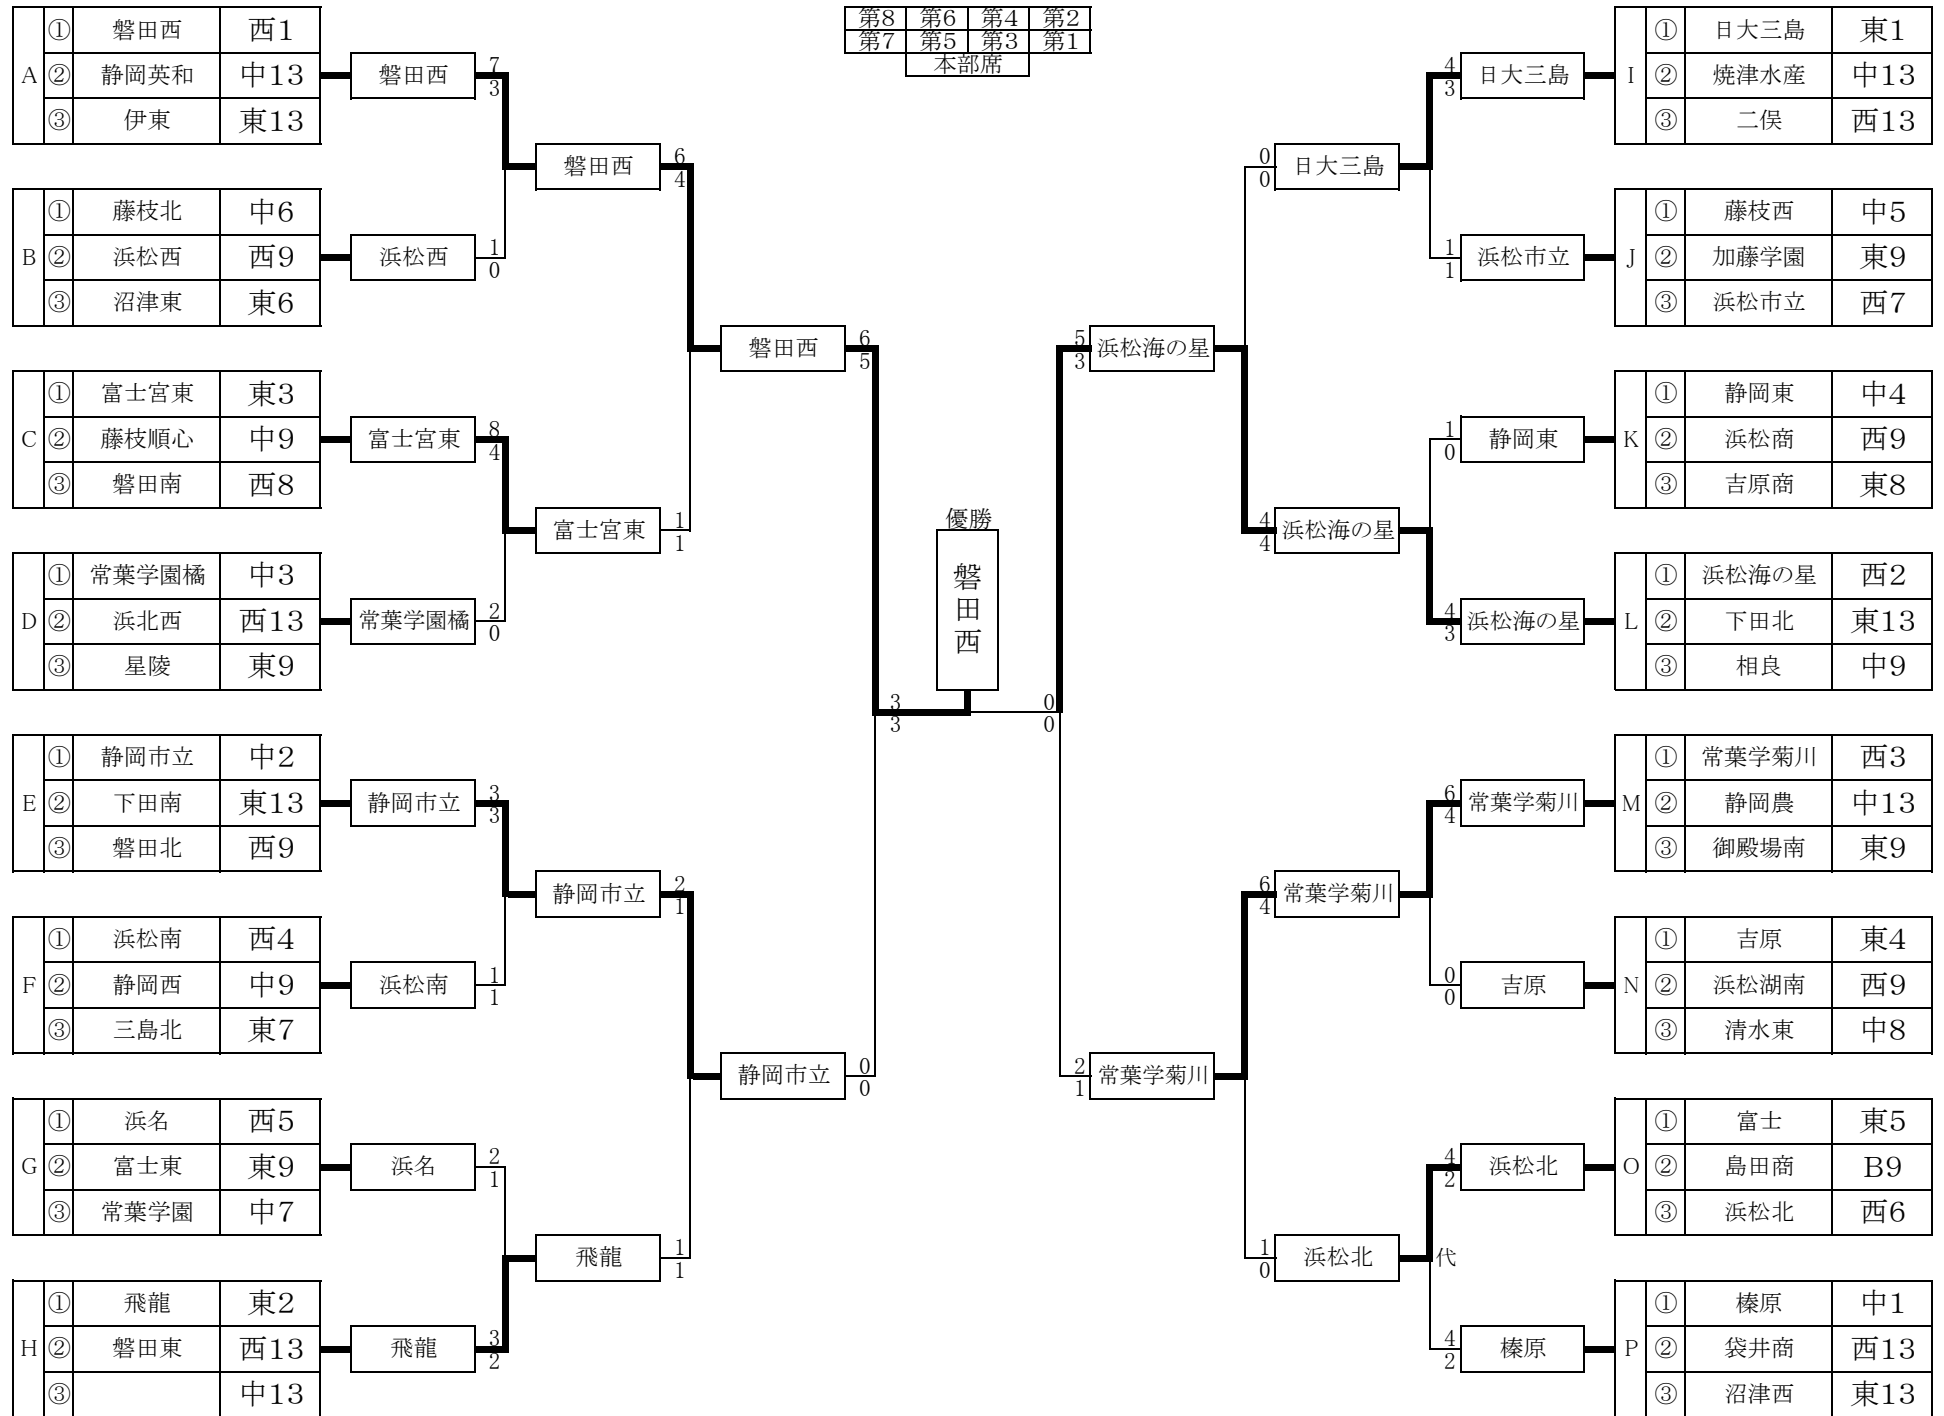 第8 第6 第4 第2
第7 第5 第3 第1
本部席
A
① 磐田西 西1
② 静岡英和 中13
③ 伊東 東13
B
① 藤枝北 中6
② 浜松西 西9
③ 沼津東 東6
C
① 富士宮東 東3
② 藤枝順心 中9
③ 磐田南 西8
D
① 常葉学園橘 中3
② 浜北西 西13
③ 星陵 東9
E
① 静岡市立 中2
② 下田南 東13
③ 磐田北 西9
F
① 浜松南 西4
② 静岡西 中9
③ 三島北 東7
G
① 浜名 西5
② 富士東 東9
③ 常葉学園 中7
H
① 飛龍 東2
② 磐田東 西13
③ 中13
磐田西 7 3
浜松西 1 0
富士宮東 8 4
常葉学園橘 2 0
静岡市立 3 3
浜松南 1 1
浜名 2 1
飛龍 3 2
磐田西 6 4
富士宮東 1 1
静岡市立 2 1
飛龍 1 1
磐田西 6 5
静岡市立 0 0
3 3
優勝
磐田西
0 0
5 3 浜松海の星
2 1 常葉学菊川
0 0 日大三島
4 4 浜松海の星
6 4 常葉学菊川
1 0 浜松北
代
4 3 日大三島
1 1 浜松市立
1 0 静岡東
4 3 浜松海の星
6 4 常葉学菊川
0 0 吉原
4 2 浜松北
4 2 榛原
I
① 日大三島 東1
② 焼津水産 中13
③ 二俣 西13
J
① 藤枝西 中5
② 加藤学園 東9
③ 浜松市立 西7
K
① 静岡東 中4
② 浜松商 西9
③ 吉原商 東8
L
① 浜松海の星 西2
② 下田北 東13
③ 相良 中9
M
① 常葉学菊川 西3
② 静岡農 中13
③ 御殿場南 東9
N
① 吉原 東4
② 浜松湖南 西9
③ 清水東 中8
O
① 富士 東5
② 島田商 B9
③ 浜松北 西6
P
① 榛原 中1
② 袋井商 西13
③ 沼津西 東13